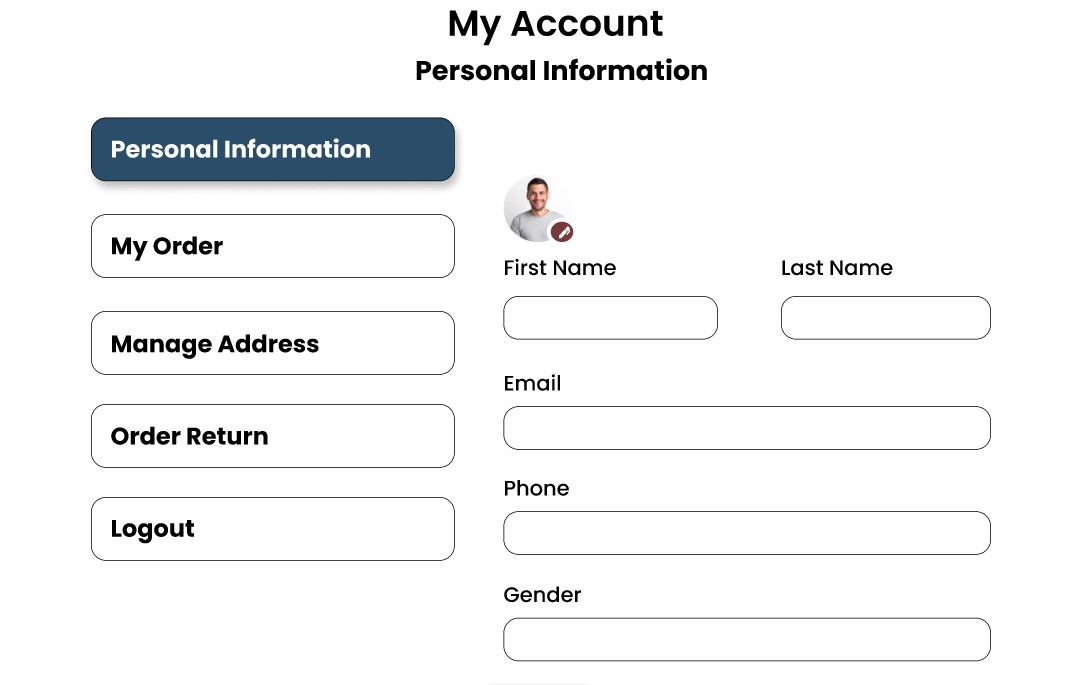 My Account
Personal Information
Personal Information
My Order
Manage Address
Order Return
Logout
First Name
Last Name
Email
Phone
Gender